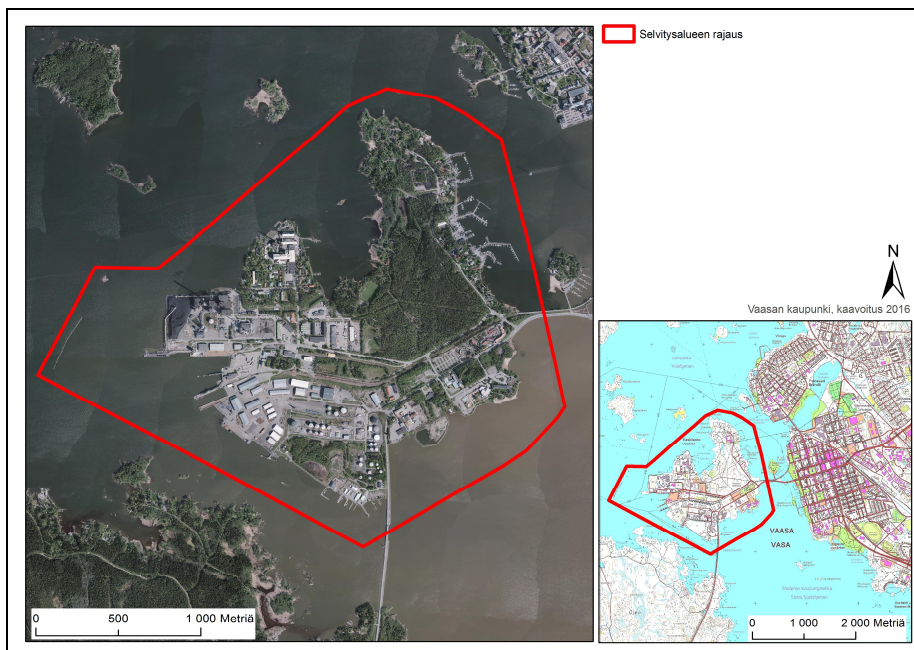 Selvitysalueen rajaus
N
Vaasan kaupunki, kaavoitus 2016
0 500 1 000 Metriä
VAASA
VASA
0 1 000 2 000 Metriä